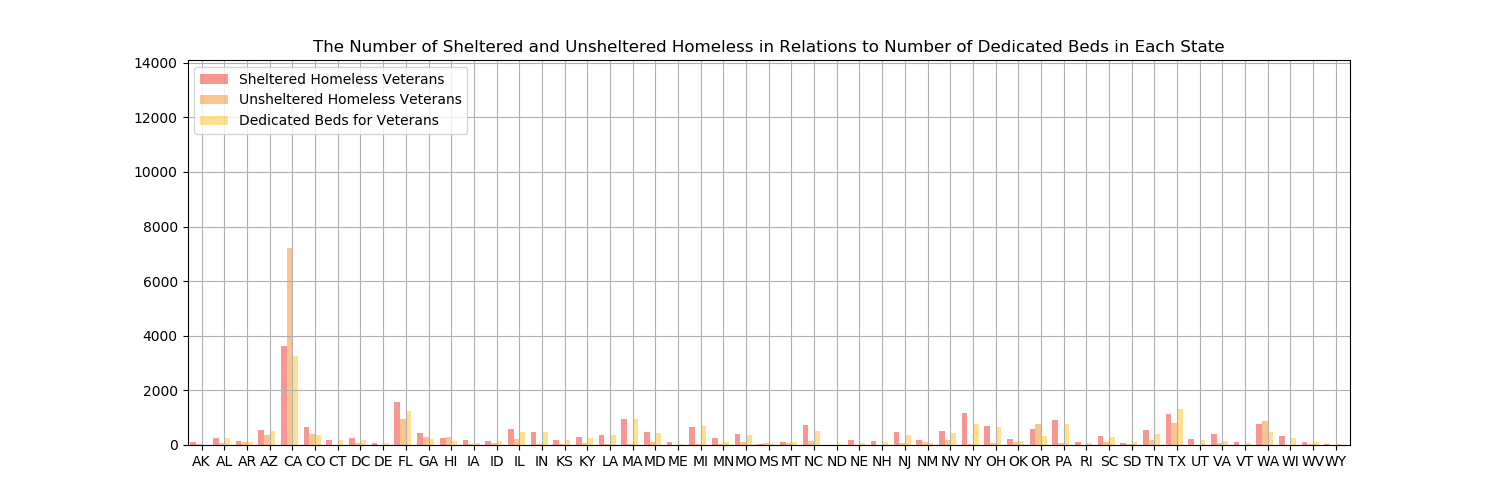 The Number of Sheltered and Unsheltered Homeless in Relations to Number of Dedicated Beds in Each State
14000
12000
10000
8000
6000
4000
2000
0
Sheltered Homeless Veterans
Unsheltered Homeless Veterans
Dedicated Beds for Veterans
AK AL AR AZ CA CO CT DC DE FL GA HI IA ID IL IN KS KY LA MA MD ME MI MN MO MS MT NC ND NE NH NJ NM NV NY OH OK OR PA RI SC SD TN TX UT VA VT WA WI WV WY